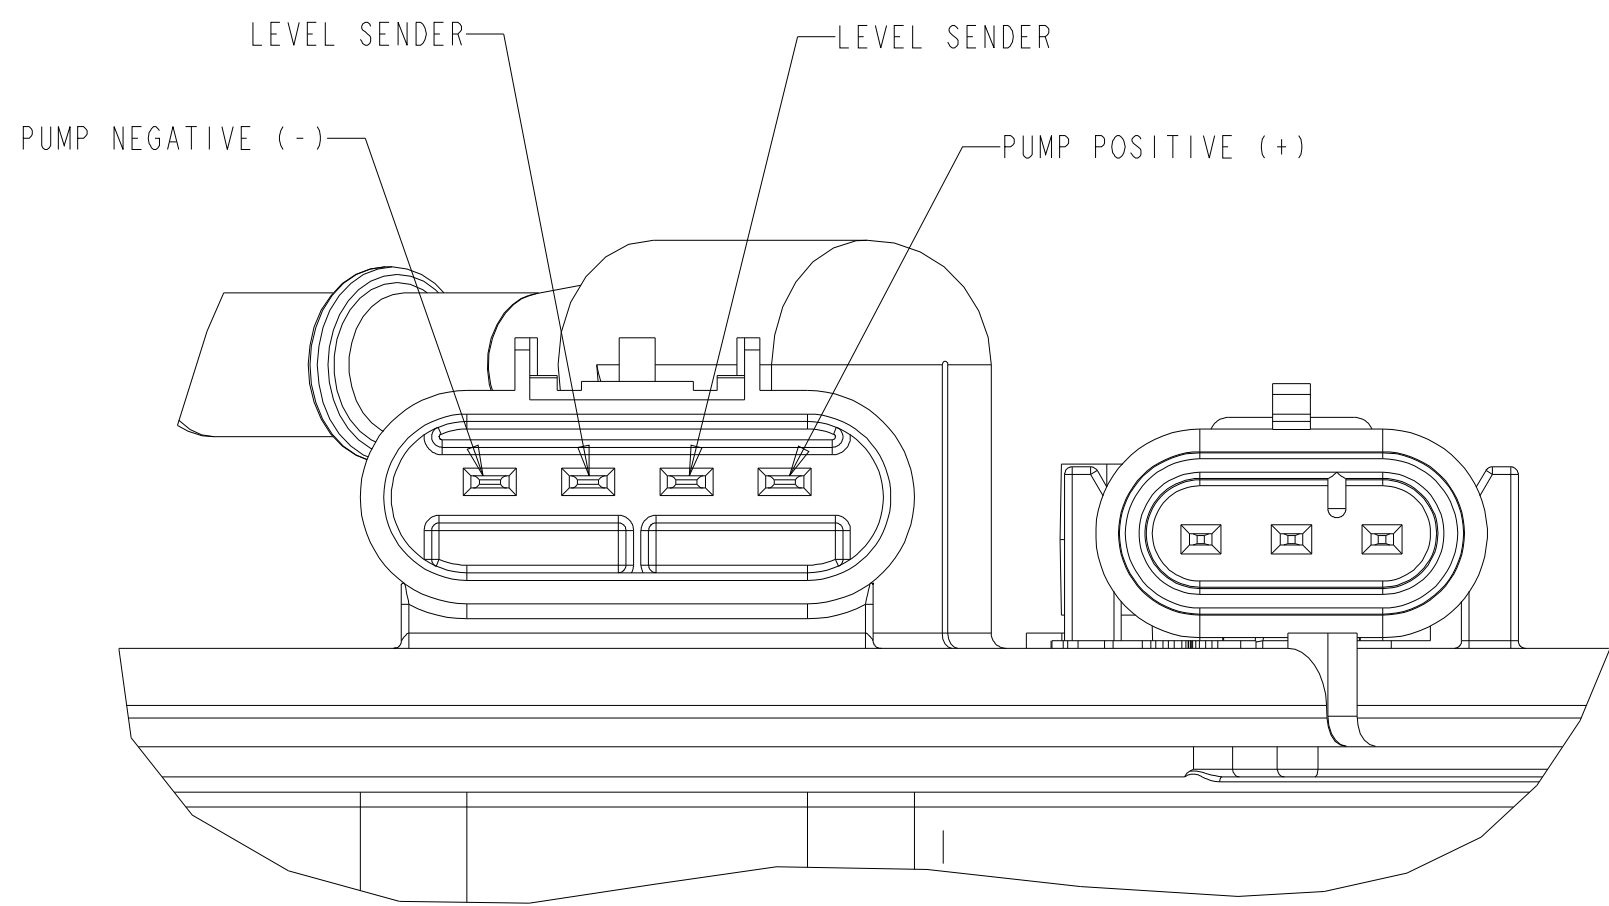 LEVEL SENDER
LEVEL SENDER
PUMP NEGATIVE (-)
PUMP POSITIVE (+)